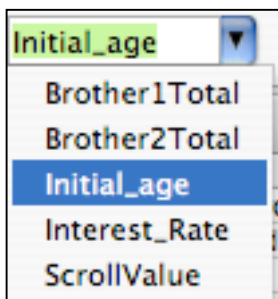 Initial_age
Brother1Total
Brother2Total
Initial_age
Interest_Rate
ScrollValue